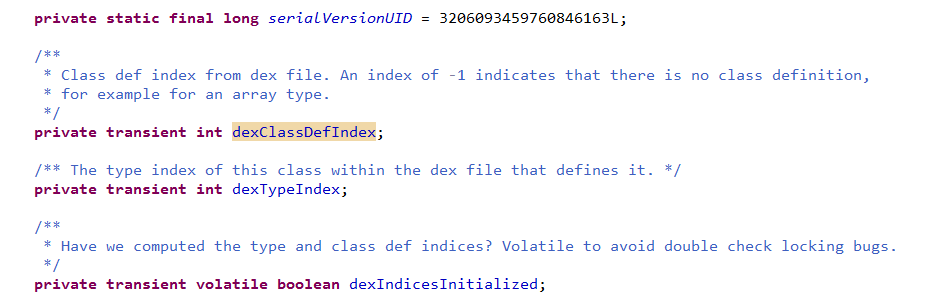 private static final long serialVersionUID = 3206093459760846163L;
/**
 * Class def index from dex file. An index of -1 indicates that there is no class definition,
 * for example for an array type.
 */
private transient int dexClassDefIndex;
/** The type index of this class within the dex file that defines it. */
private transient int dexTypeIndex;
/**
 * Have we computed the type and class def indices? Volatile to avoid double check locking bugs.
 */
private transient volatile boolean dexIndicesInitialized;